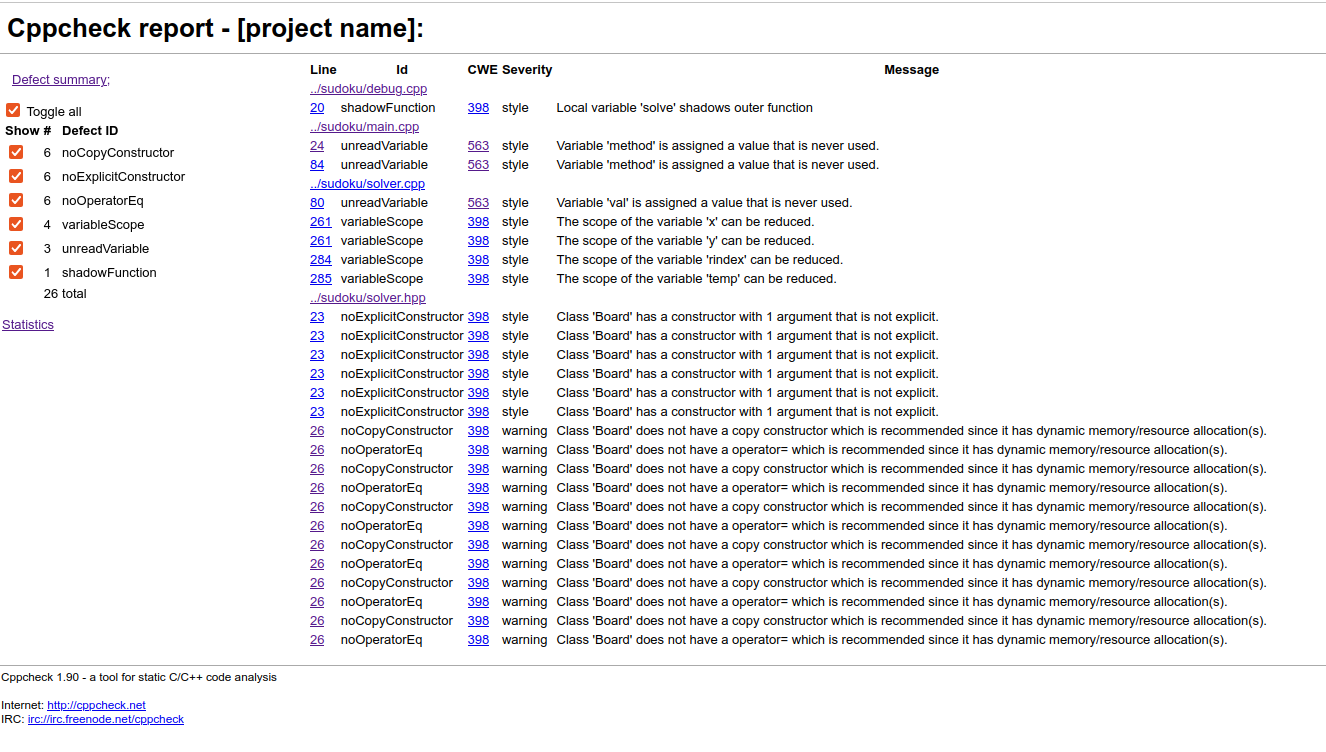 Cppcheck report - [project name]:
Defect summary;
Toggle all
Show # Defect ID
6 noCopyConstructor
6 noExplicitConstructor
6 noOperatorEq
4 variableScope
3 unreadVariable
1 shadowFunction
26 total
Statistics
Line Id CWE Severity Message
../sudoku/debug.cpp
20 shadowFunction 398 style Local variable 'solve' shadows outer function
../sudoku/main.cpp
24 unreadVariable 563 style Variable 'method' is assigned a value that is never used.
84 unreadVariable 563 style Variable 'method' is assigned a value that is never used.
../sudoku/solver.cpp
80 unreadVariable 563 style Variable 'val' is assigned a value that is never used.
261 variableScope 398 style The scope of the variable 'x' can be reduced.
261 variableScope 398 style The scope of the variable 'y' can be reduced.
284 variableScope 398 style The scope of the variable 'rindex' can be reduced.
285 variableScope 398 style The scope of the variable 'temp' can be reduced.
../sudoku/solver.hpp
23 noExplicitConstructor 398 style Class 'Board' has a constructor with 1 argument that is not explicit.
23 noExplicitConstructor 398 style Class 'Board' has a constructor with 1 argument that is not explicit.
23 noExplicitConstructor 398 style Class 'Board' has a constructor with 1 argument that is not explicit.
23 noExplicitConstructor 398 style Class 'Board' has a constructor with 1 argument that is not explicit.
23 noExplicitConstructor 398 style Class 'Board' has a constructor with 1 argument that is not explicit.
23 noExplicitConstructor 398 style Class 'Board' has a constructor with 1 argument that is not explicit.
26 noCopyConstructor 398 warning Class 'Board' does not have a copy constructor which is recommended since it has dynamic memory/resource allocation(s).
26 noOperatorEq 398 warning Class 'Board' does not have a operator= which is recommended since it has dynamic memory/resource allocation(s).
26 noCopyConstructor 398 warning Class 'Board' does not have a copy constructor which is recommended since it has dynamic memory/resource allocation(s).
26 noOperatorEq 398 warning Class 'Board' does not have a operator= which is recommended since it has dynamic memory/resource allocation(s).
26 noCopyConstructor 398 warning Class 'Board' does not have a copy constructor which is recommended since it has dynamic memory/resource allocation(s).
26 noOperatorEq 398 warning Class 'Board' does not have a operator= which is recommended since it has dynamic memory/resource allocation(s).
26 noCopyConstructor 398 warning Class 'Board' does not have a copy constructor which is recommended since it has dynamic memory/resource allocation(s).
26 noOperatorEq 398 warning Class 'Board' does not have a operator= which is recommended since it has dynamic memory/resource allocation(s).
26 noCopyConstructor 398 warning Class 'Board' does not have a copy constructor which is recommended since it has dynamic memory/resource allocation(s).
26 noOperatorEq 398 warning Class 'Board' does not have a operator= which is recommended since it has dynamic memory/resource allocation(s).
26 noCopyConstructor 398 warning Class 'Board' does not have a copy constructor which is recommended since it has dynamic memory/resource allocation(s).
26 noOperatorEq 398 warning Class 'Board' does not have a operator= which is recommended since it has dynamic memory/resource allocation(s).
Cppcheck 1.90 - a tool for static C/C++ code analysis
Internet: http://cppcheck.net
IRC: irc://irc.freenode.net/cppcheck